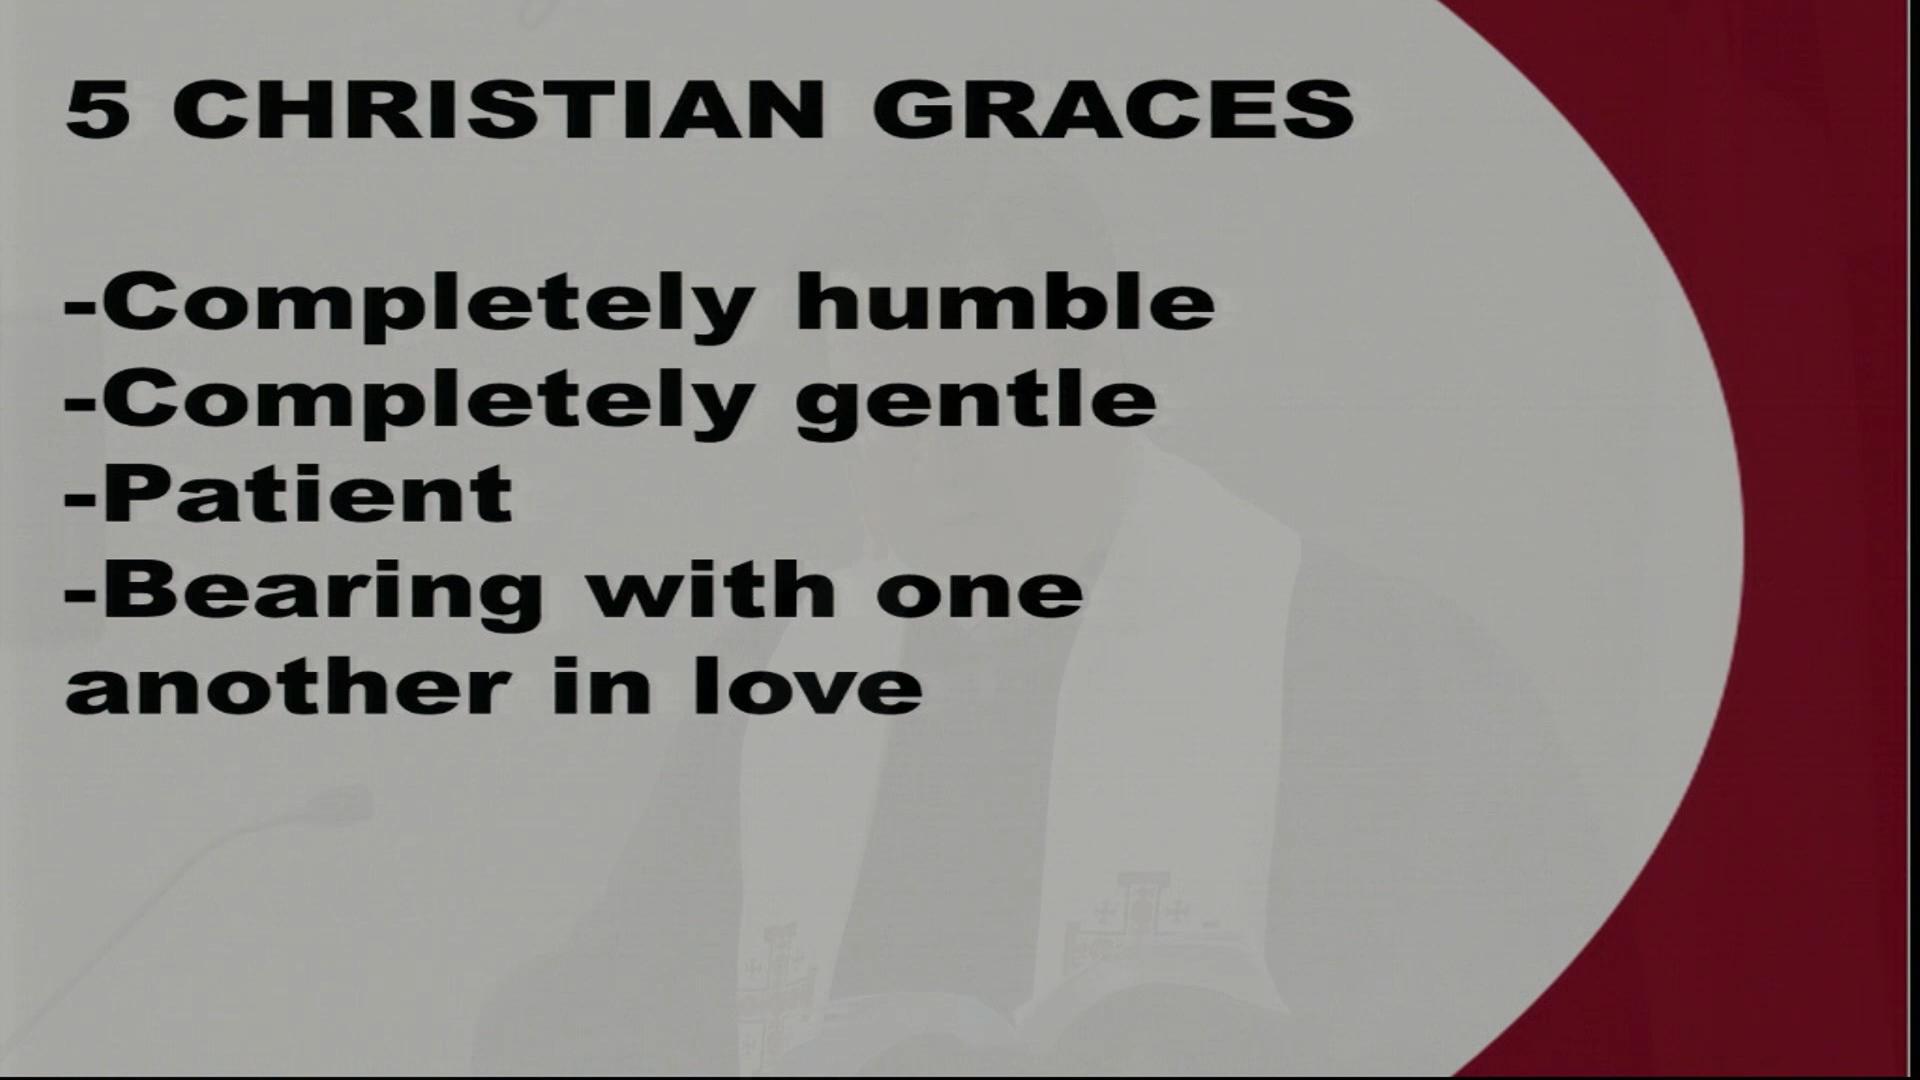 5 CHRISTIAN GRACES
-Completely humble
-Completely gentle
-Patient
-Bearing with one
another in love